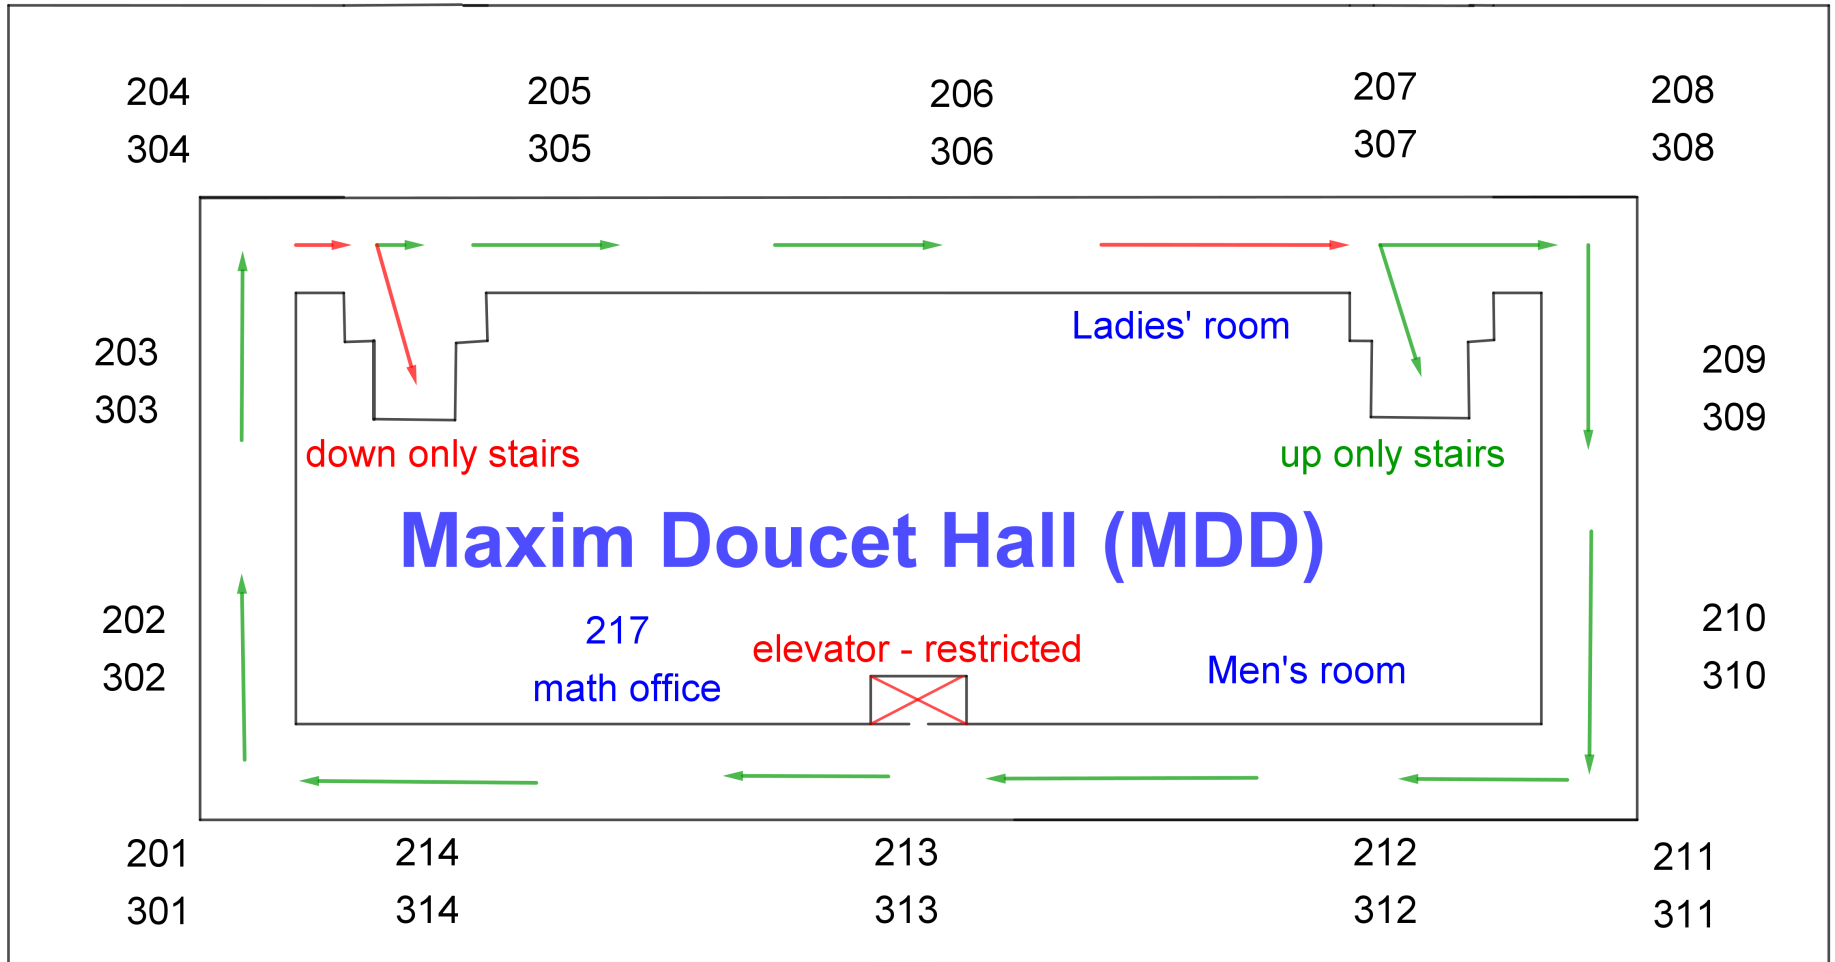 204 205 206 207 208
304 305 306 307 308
Ladies' room
203 209
303 309
down only stairs up only stairs
Maxim Doucet Hall (MDD)
202 217 210
elevator - restricted
302 math office Men's room 310
201 214 213 212 211
301 314 313 312 311